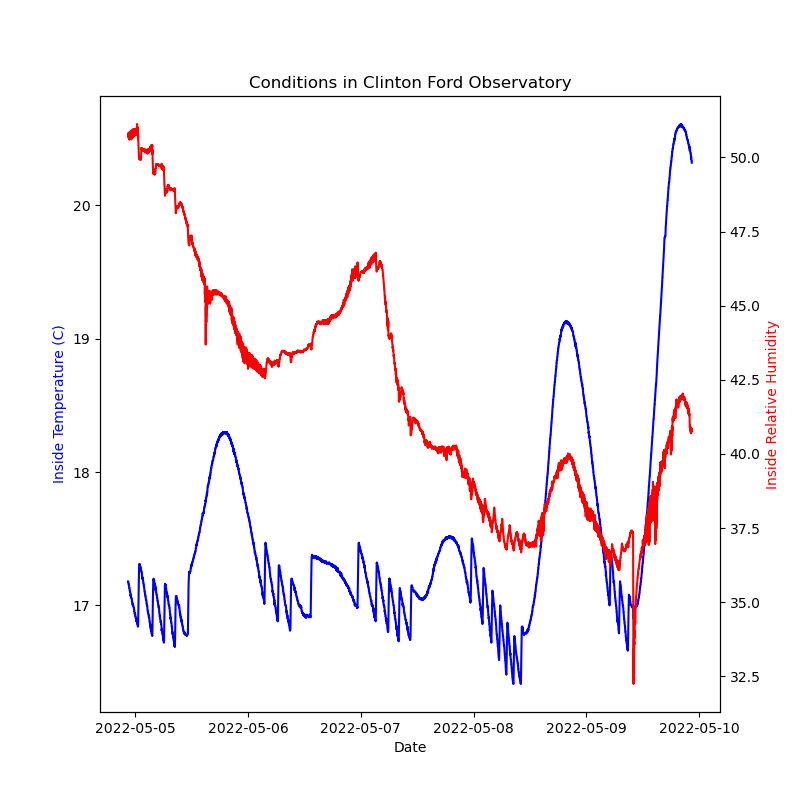 Conditions in Clinton Ford Observatory
20
19
18
17
Inside Temperature (C)
50.0
47.5
45.0
42.5
40.0
37.5
35.0
32.5
Inside Relative Humidity
2022-05-05 2022-05-06 2022-05-07 2022-05-08 2022-05-09 2022-05-10
Date